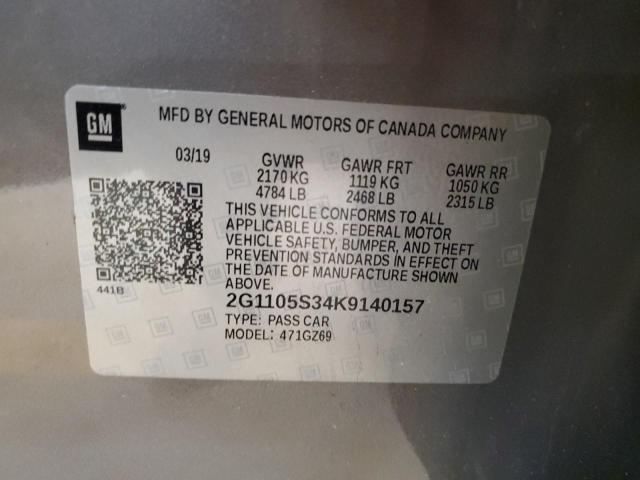 GM
MFD BY GENERAL MOTORS OF CANADA COMPANY
03/19 GVWR GAWR FRT GAWR RR
2170 KG 1119 KG 1050 KG
4784 LB 2468 LB 2315 LB
THIS VEHICLE CONFORMS TO ALL
APPLICABLE U.S. FEDERAL MOTOR
VEHICLE SAFETY, BUMPER, AND THEFT
PREVENTION STANDARDS IN EFFECT ON
THE DATE OF MANUFACTURE SHOWN
ABOVE.
441B
2G1105S34K9140157
TYPE: PASS CAR
MODEL: 471GZ69